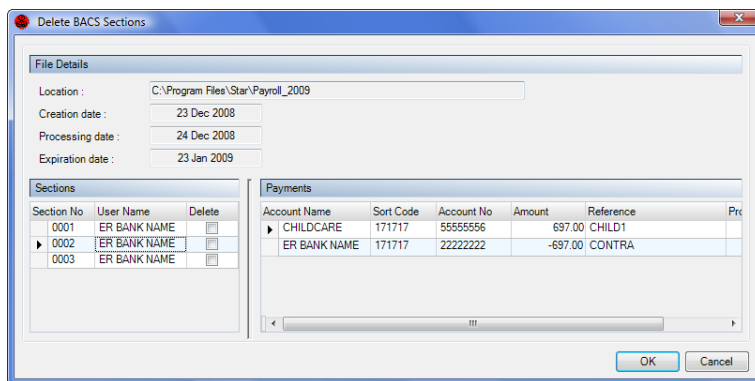 Delete BACS Sections
File Details
Location : C:\Program Files\Star\Payroll_2009
Creation date : 23 Dec 2008
Processing date : 24 Dec 2008
Expiration date : 23 Jan 2009
Sections
Section No User Name Delete
0001 ER BANK NAME
0002 ER BANK NAME
0003 ER BANK NAME
Payments
Account Name Sort Code Account No Amount Reference Pro
CHILDCARE 171717 55555556 697.00 CHILD1
ER BANK NAME 171717 22222222 -697.00 CONTRA
OK Cancel